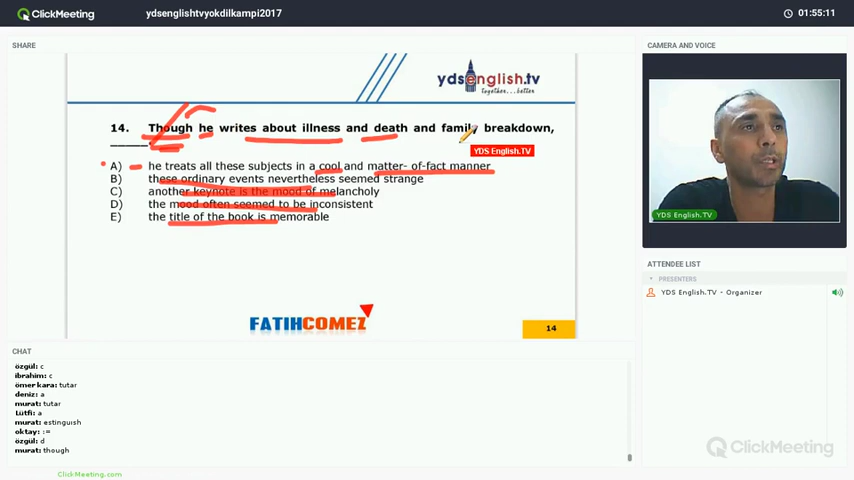 ClickMeeting
ydsenglishtvyokdilkampi2017
01:55:11
SHARE
CAMERA AND VOICE
ydsenglish.tv
together...better
14. Though he writes about illness and death and family breakdown,
_____.
YDS English.TV
A) he treats all these subjects in a cool and matter- of-fact manner
B) these ordinary events nevertheless seemed strange
C) another keynote is the mood of melancholy
D) the mood often seemed to be inconsistent
E) the title of the book is memorable
FATIHCOMEZ
14
YDS English.TV
ATTENDEE LIST
PRESENTERS
YDS English.TV - Organizer
CHAT
özgül: c
ibrahim: c
ömer kara: tutar
deniz: a
murat: tutar
Lütfi: a
murat: estinguish
oktay: :=
özgül: d
murat: though
ClickMeeting
ClickMeeting.com